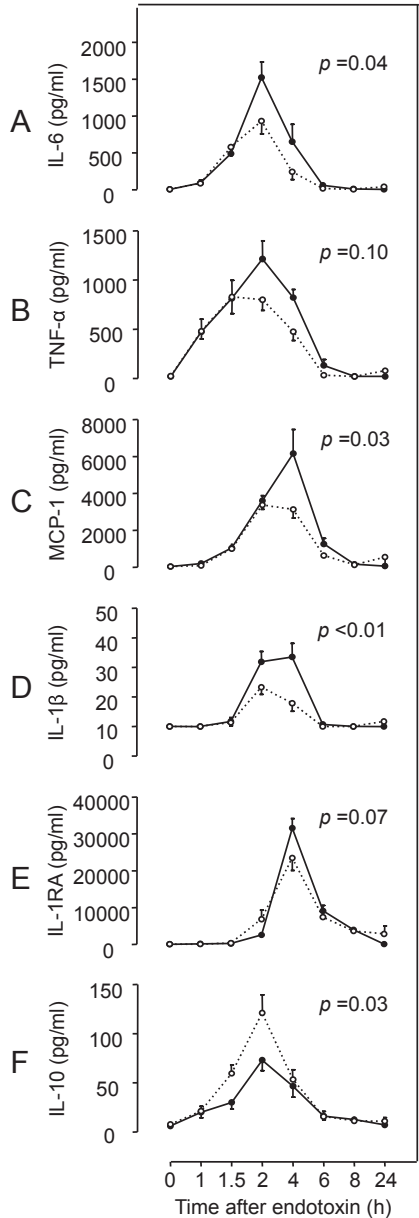 2000
1500
1000
500
0
A
IL-6 (pg/ml)
p =0.04
1500
1000
500
0
B
TNF-α (pg/ml)
p =0.10
8000
6000
4000
2000
0
C
MCP-1 (pg/ml)
p =0.03
50
40
30
20
10
0
D
IL-1β (pg/ml)
p <0.01
40000
30000
20000
10000
0
E
IL-1RA (pg/ml)
p =0.07
150
100
50
0
F
IL-10 (pg/ml)
p =0.03
0 1 1.5 2 4 6 8 24
Time after endotoxin (h)